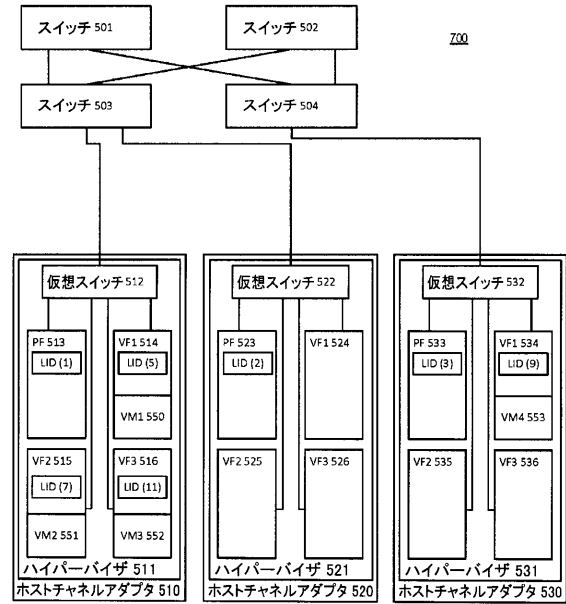 スイッチ 501
スイッチ 502
700
スイッチ 503
スイッチ 504
仮想スイッチ 512
PF 513
LID (1)
VF1 514
LID (5)
VM1 550
VF2 515
LID (7)
VM2 551
VF3 516
LID (11)
VM3 552
ハイパーバイザ 511
ホストチャネルアダプタ 510
仮想スイッチ 522
PF 523
LID (2)
VF1 524
VF2 525
VF3 526
ハイパーバイザ 521
ホストチャネルアダプタ 520
仮想スイッチ 532
PF 533
LID (3)
VF1 534
LID (9)
VM4 553
VF2 535
VF3 536
ハイパーバイザ 531
ホストチャネルアダプタ 530